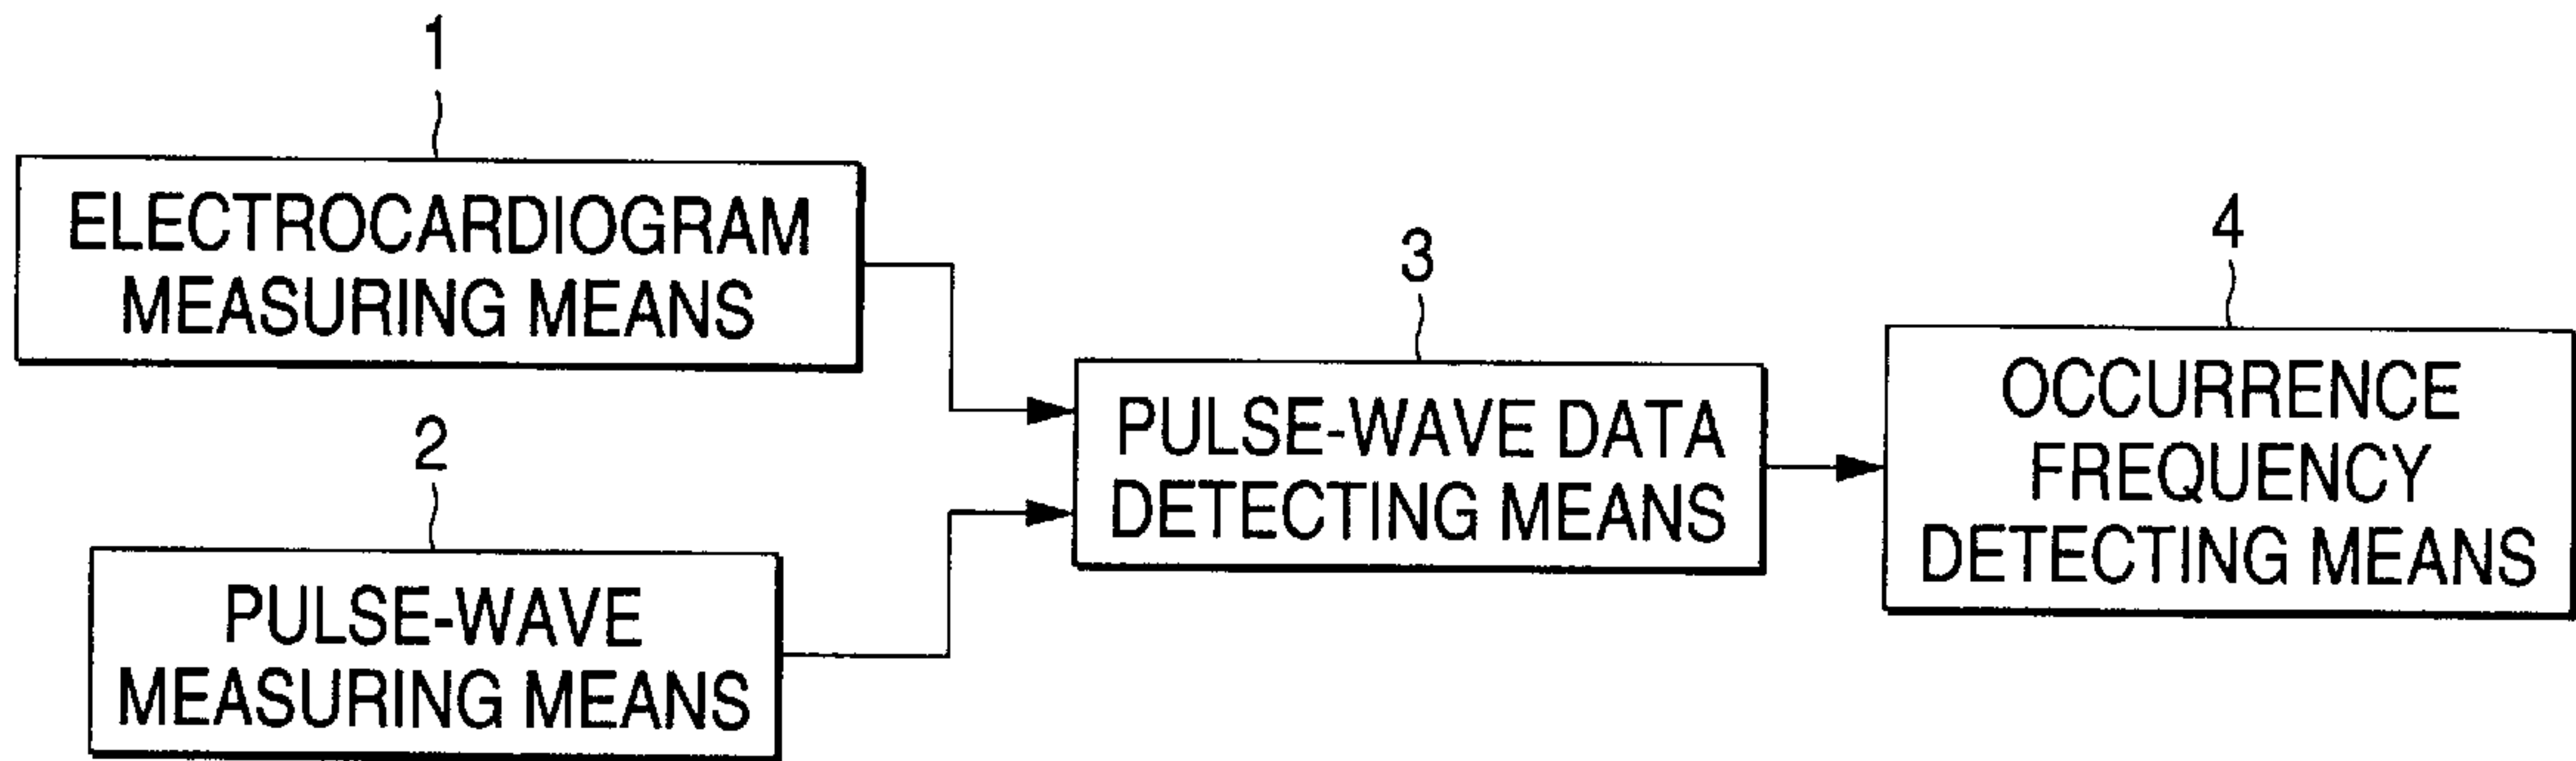 1
ELECTROCARDIOGRAM
MEASURING MEANS
2
PULSE-WAVE
MEASURING MEANS
3
PULSE-WAVE DATA
DETECTING MEANS
4
OCCURRENCE
FREQUENCY
DETECTING MEANS